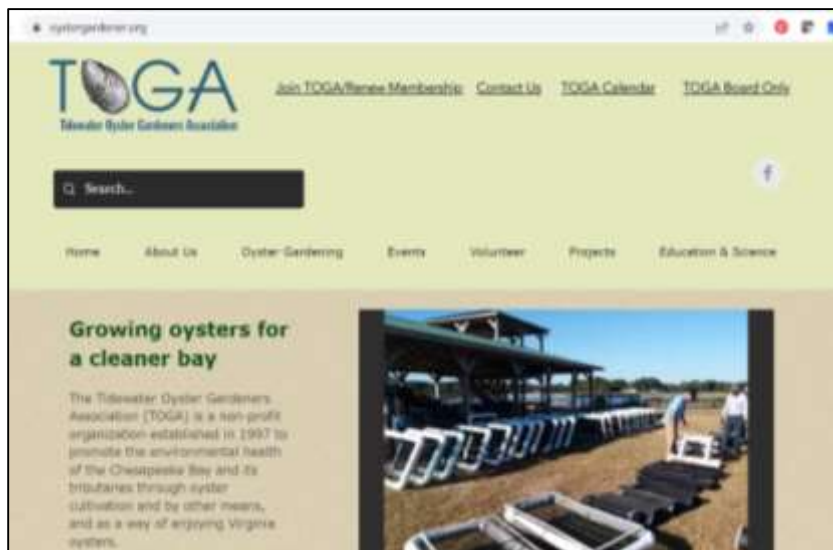 oystergardener.org
TOGA
Tidewater Oyster Gardeners Association
Join TOGA/Renew Membership Contact Us TOGA Calendar TOGA Board Only
Search...
f
Home About Us Oyster Gardening Events Volunteer Projects Education & Science
Growing oysters for
a cleaner bay
The Tidewater Oyster Gardeners
Association (TOGA) is a non-profit
organization established in 1997 to
promote the environmental health
of the Chesapeake Bay and its
tributaries through oyster
cultivation and by other means,
and as a way of enjoying Virginia
oysters.